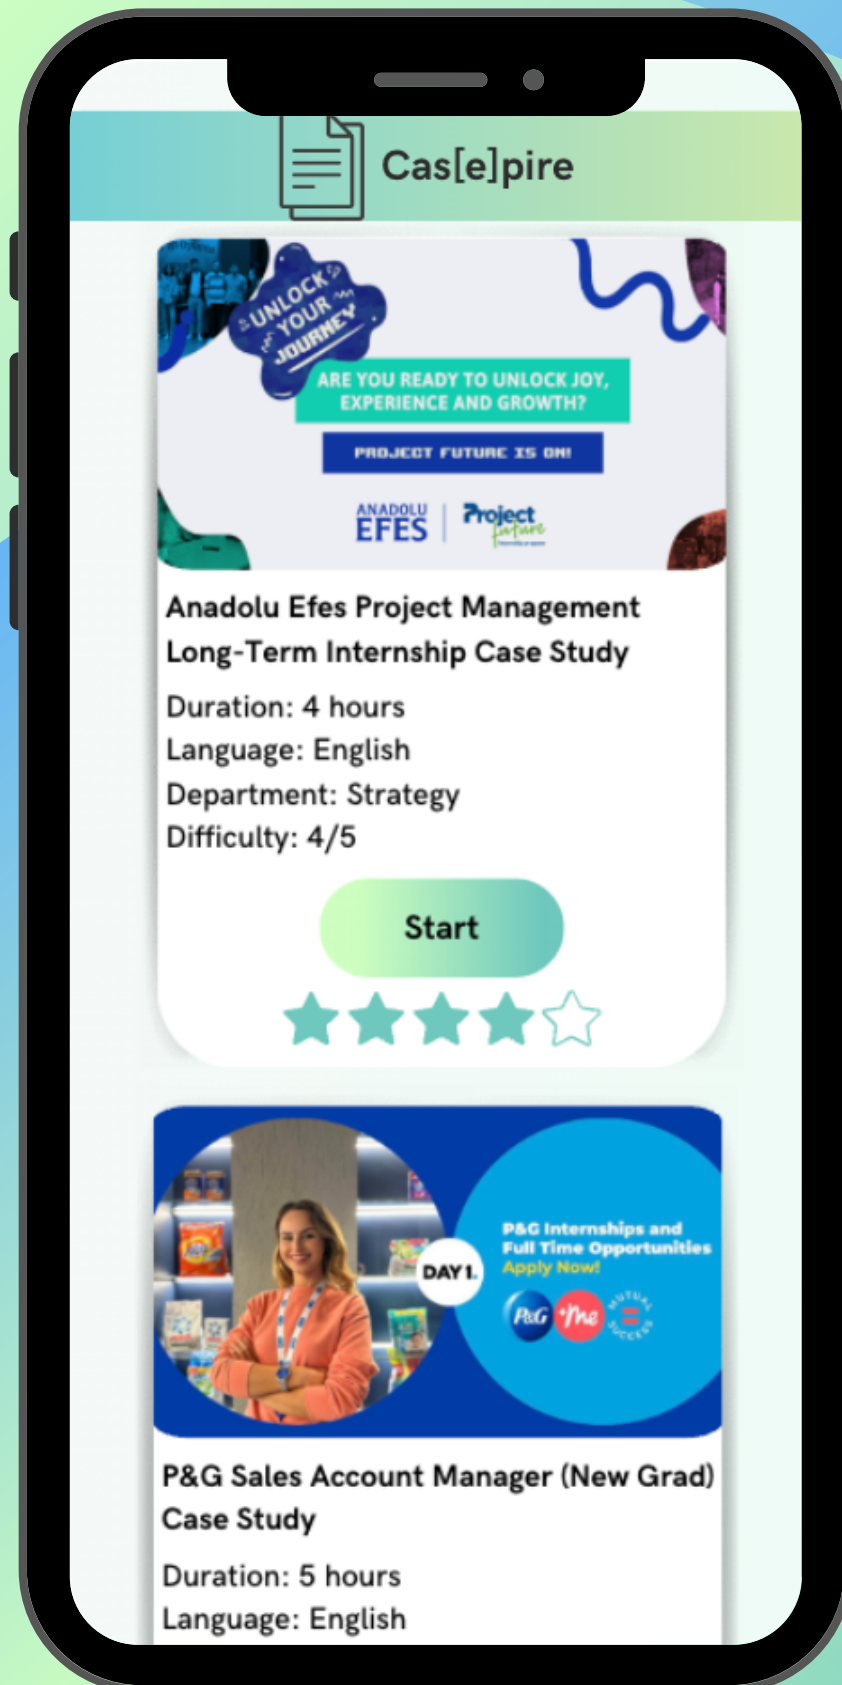 Cas[e]pire
UNLOCK
YOUR
JOURNEY
ARE YOU READY TO UNLOCK JOY,
EXPERIENCE AND GROWTH?
PROJECT FUTURE IS ON!
ANADOLU
EFES
Project
future
Anadolu Efes Project Management
Long-Term Internship Case Study
Duration: 4 hours
Language: English
Department: Strategy
Difficulty: 4/5
Start
DAY 1.
P&G Internships and
Full Time Opportunities
Apply Now!
P&G
+me
MUTUAL
SUCCESS
P&G Sales Account Manager (New Grad)
Case Study
Duration: 5 hours
Language: English